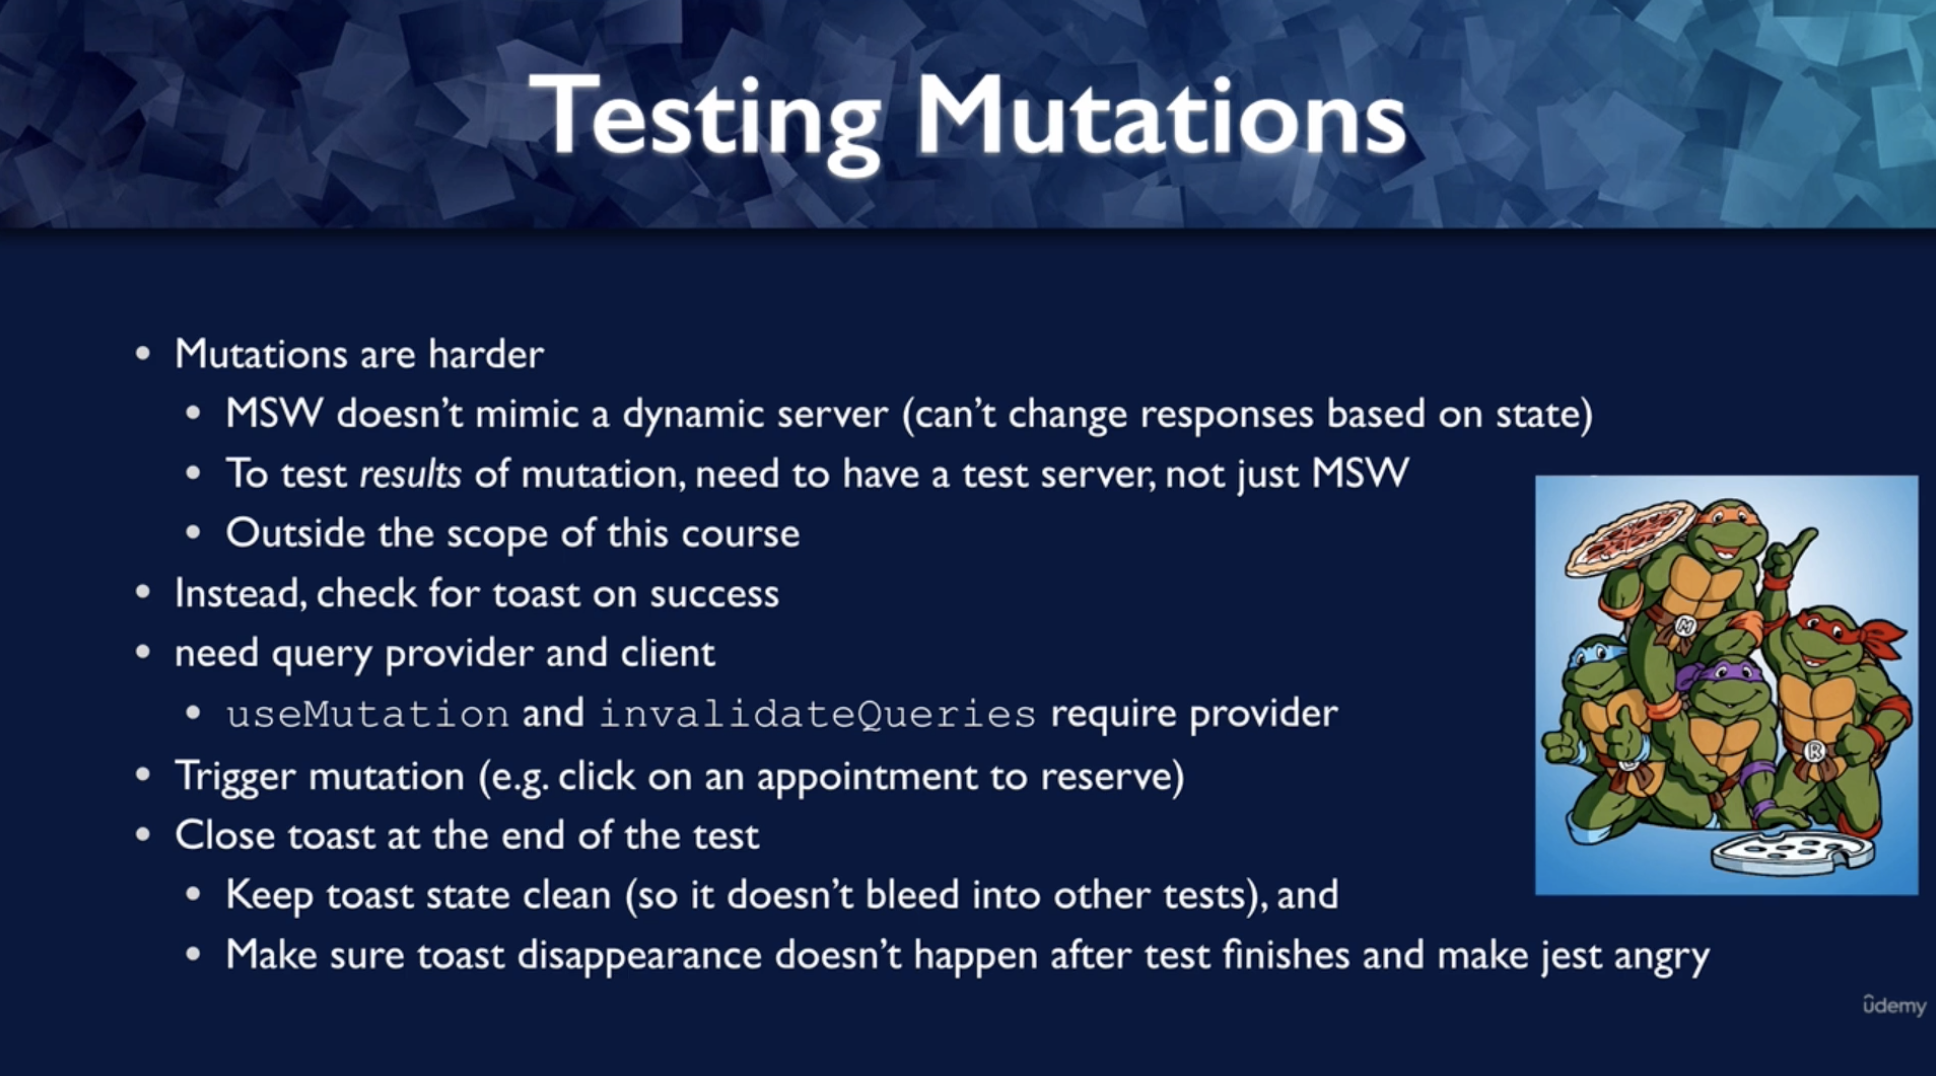 Testing Mutations
• Mutations are harder
• MSW doesn’t mimic a dynamic server (can’t change responses based on state)
• To test results of mutation, need to have a test server, not just MSW
• Outside the scope of this course
• Instead, check for toast on success
• need query provider and client
• useMutation and invalidateQueries require provider
• Trigger mutation (e.g. click on an appointment to reserve)
• Close toast at the end of the test
• Keep toast state clean (so it doesn’t bleed into other tests), and
• Make sure toast disappearance doesn’t happen after test finishes and make jest angry
M
R
ûdemy